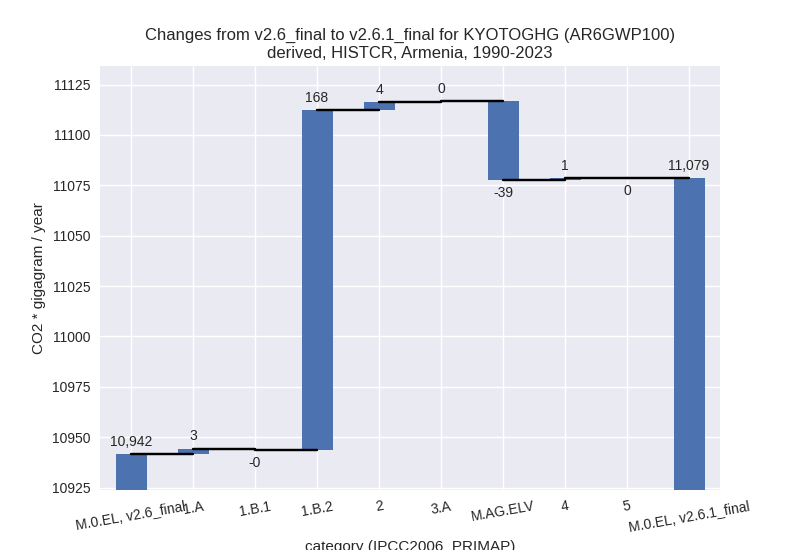 Changes from v2.6_final to v2.6.1_final for KYOTOGHG (AR6GWP100)
derived, HISTCR, Armenia, 1990-2023
CO2 * gigagram / year
11125
11100
11075
11050
11025
11000
10975
10950
10925
10,942
3
-0
168
4
0
-39
1
0
11,079
M.0.EL, v2.6_final
1.A
1.B.1
1.B.2
2
3.A
M.AG.ELV
4
5
M.0.EL, v2.6.1_final
category (IPCC2006_PRIMAP)